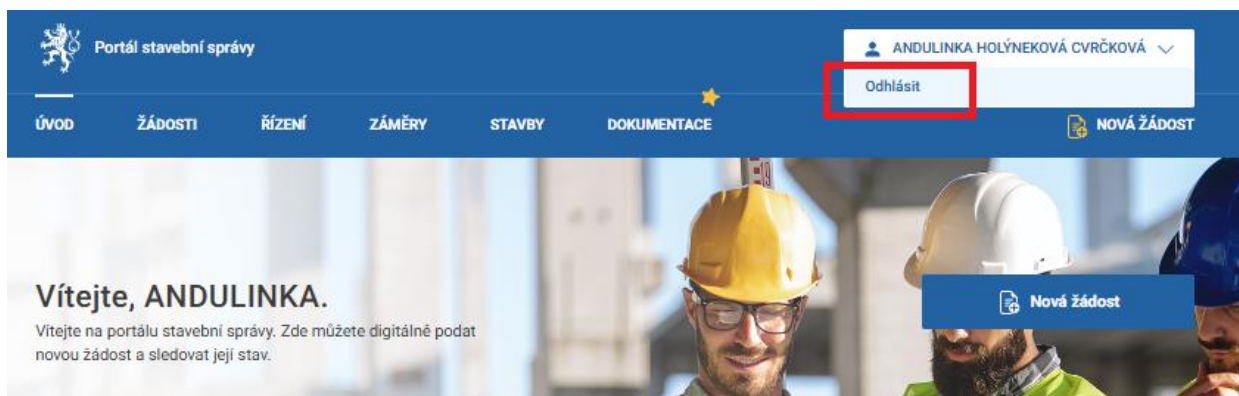 Portál stavební správy
ANDULINKA HOLÝNEKOVÁ CVRČKOVÁ
Odhlásit
ÚVOD ŽÁDOSTI ŘÍZENÍ ZÁMĚRY STAVBY DOKUMENTACE NOVÁ ŽÁDOST
Vítejte, ANDULINKA.
Nová žádost
Vítejte na portálu stavební správy. Zde můžete digitálně podat
novou žádost a sledovat její stav.